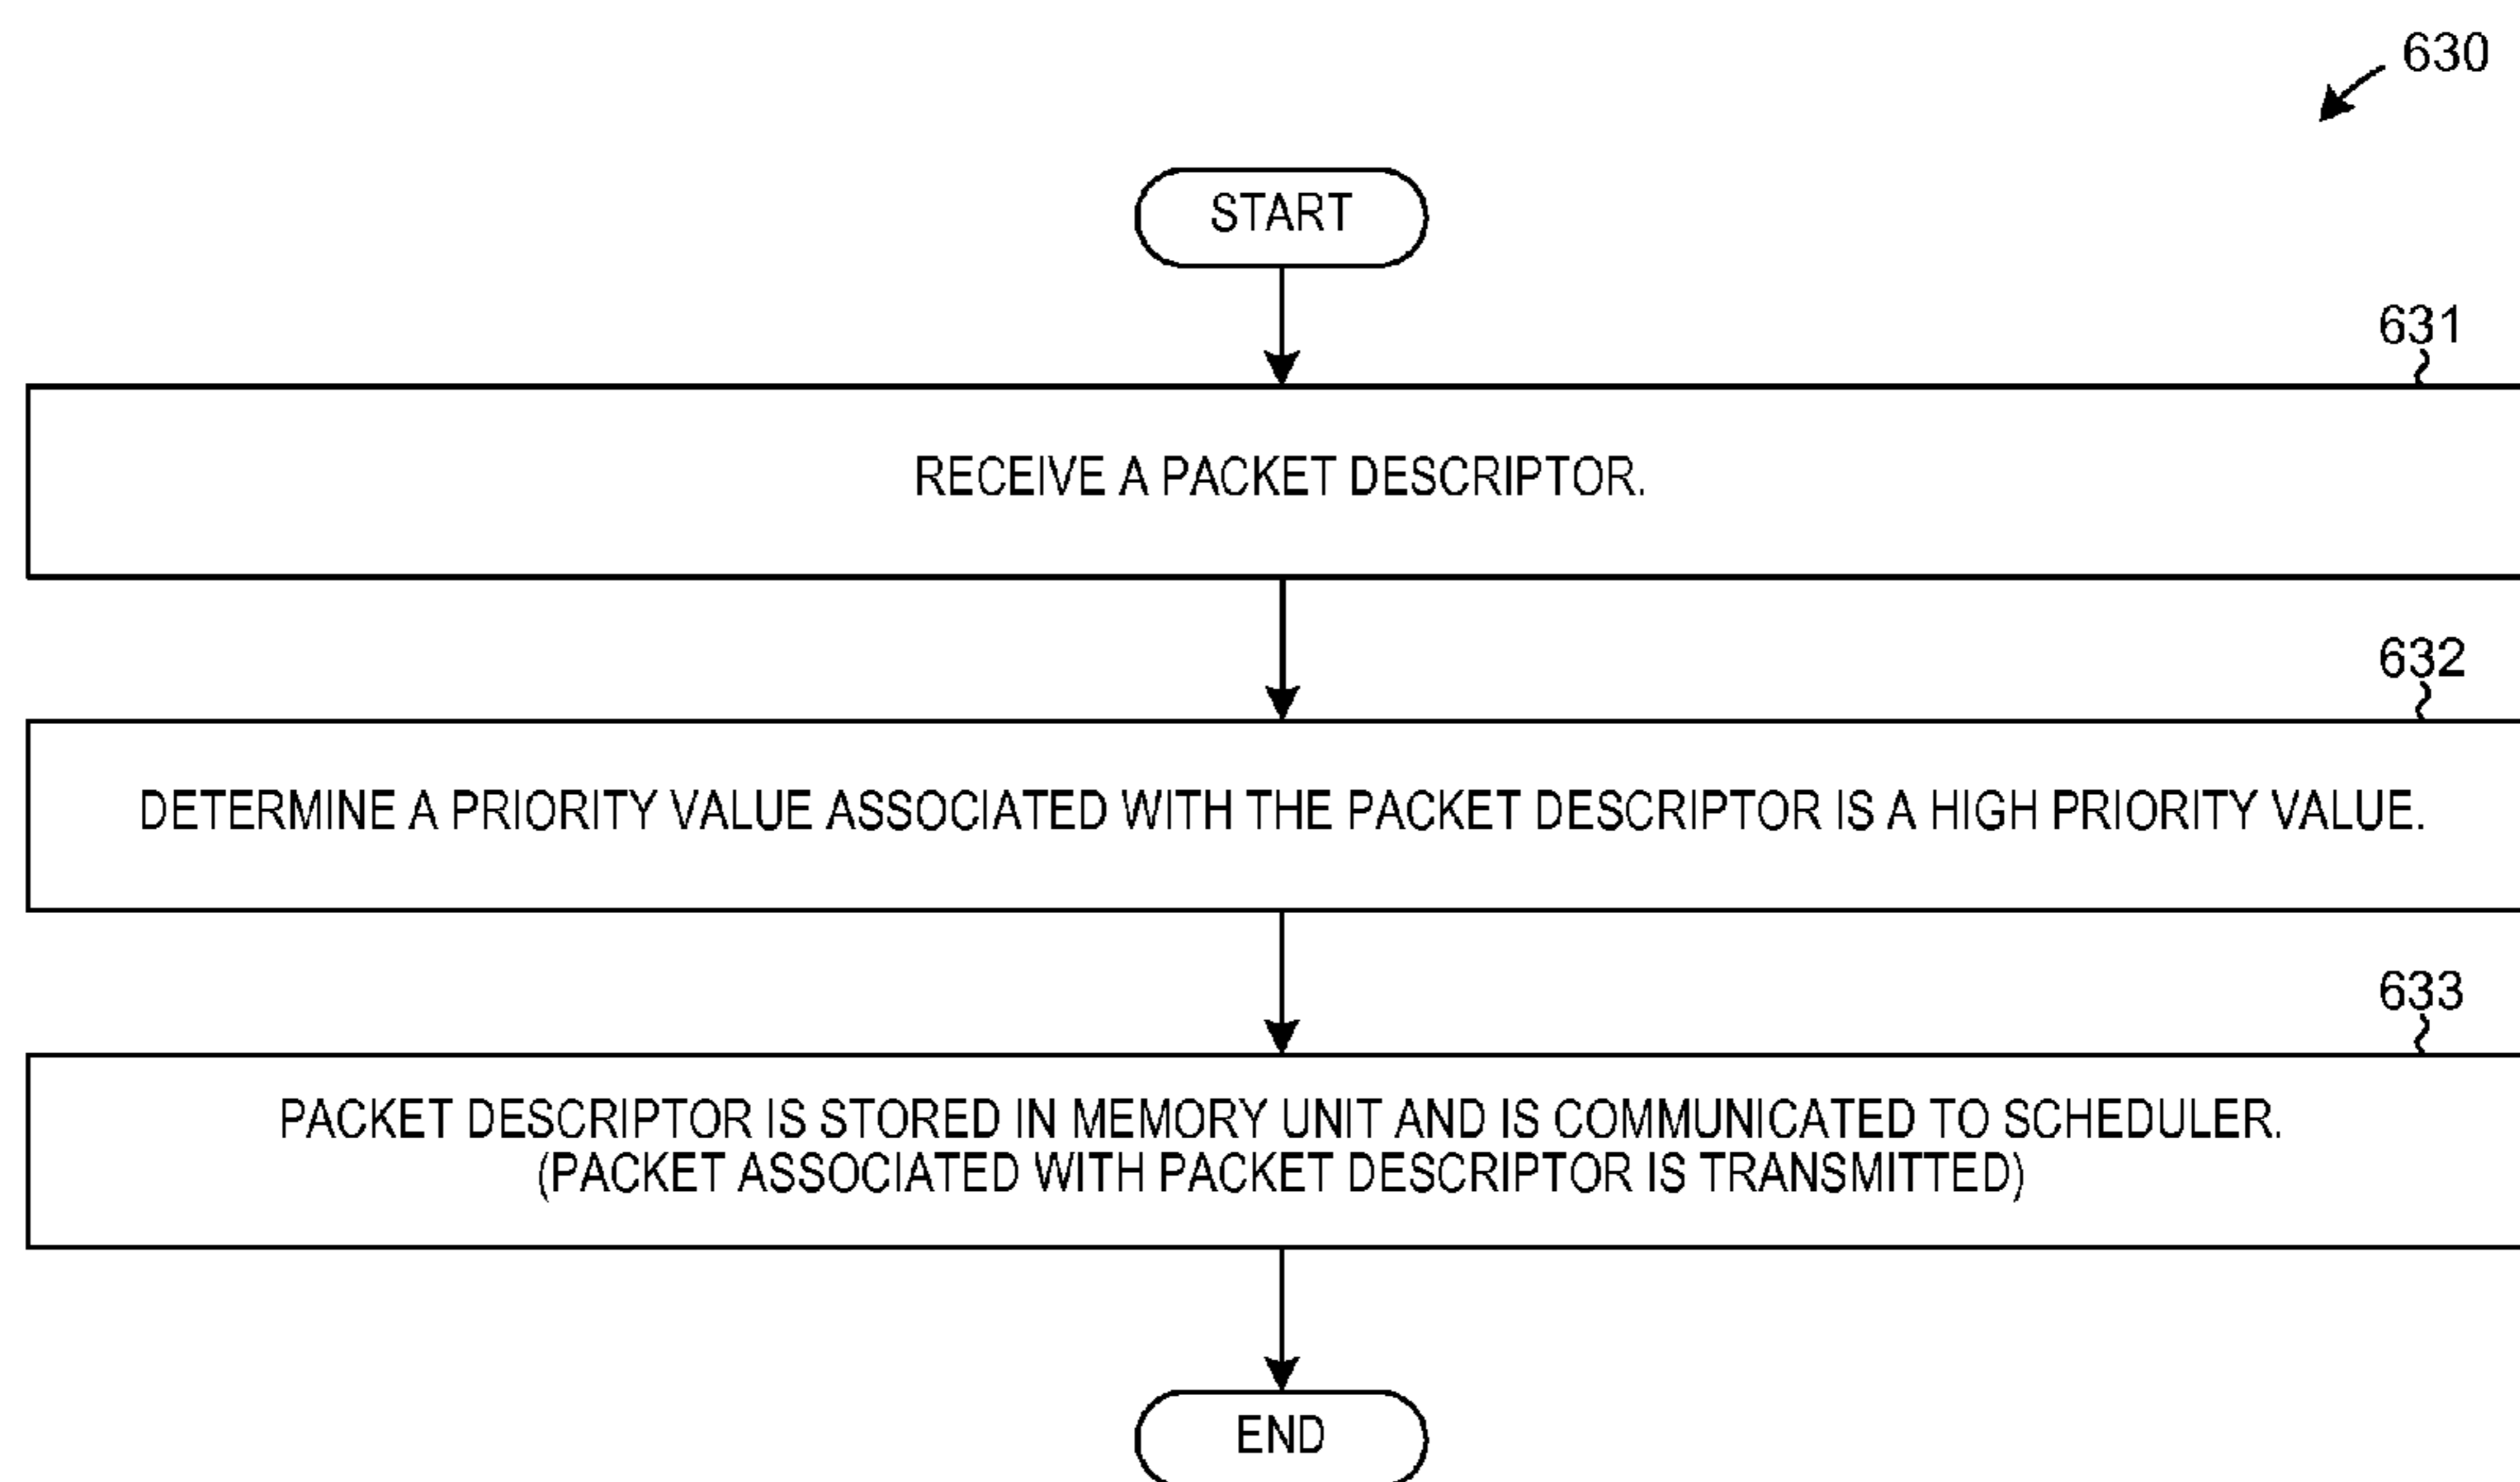 630
START
631
RECEIVE A PACKET DESCRIPTOR.
632
DETERMINE A PRIORITY VALUE ASSOCIATED WITH THE PACKET DESCRIPTOR IS A HIGH PRIORITY VALUE.
633
PACKET DESCRIPTOR IS STORED IN MEMORY UNIT AND IS COMMUNICATED TO SCHEDULER.
(PACKET ASSOCIATED WITH PACKET DESCRIPTOR IS TRANSMITTED)
END